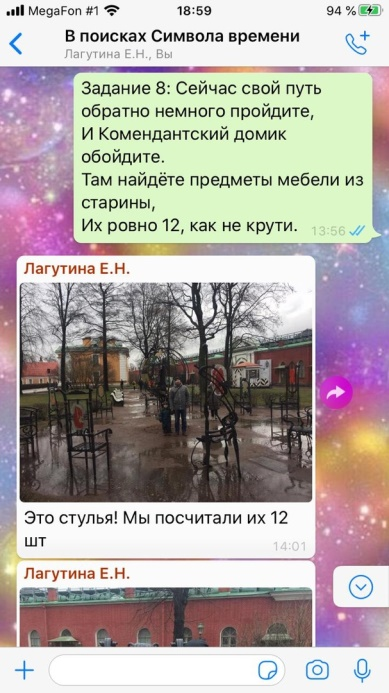 MegaFon #1
18:59
94 %
В поисках Символа времени
Лагутина Е.Н., Вы
Задание 8: Сейчас свой путь
обратно немного пройдите,
И Комендантский домик
обойдите.
Там найдёте предметы мебели из
старины,
Их ровно 12, как не крути.
13:56
Лагутина Е.Н.
Это стулья! Мы посчитали их 12
шт
14:01
Лагутина Е.Н.